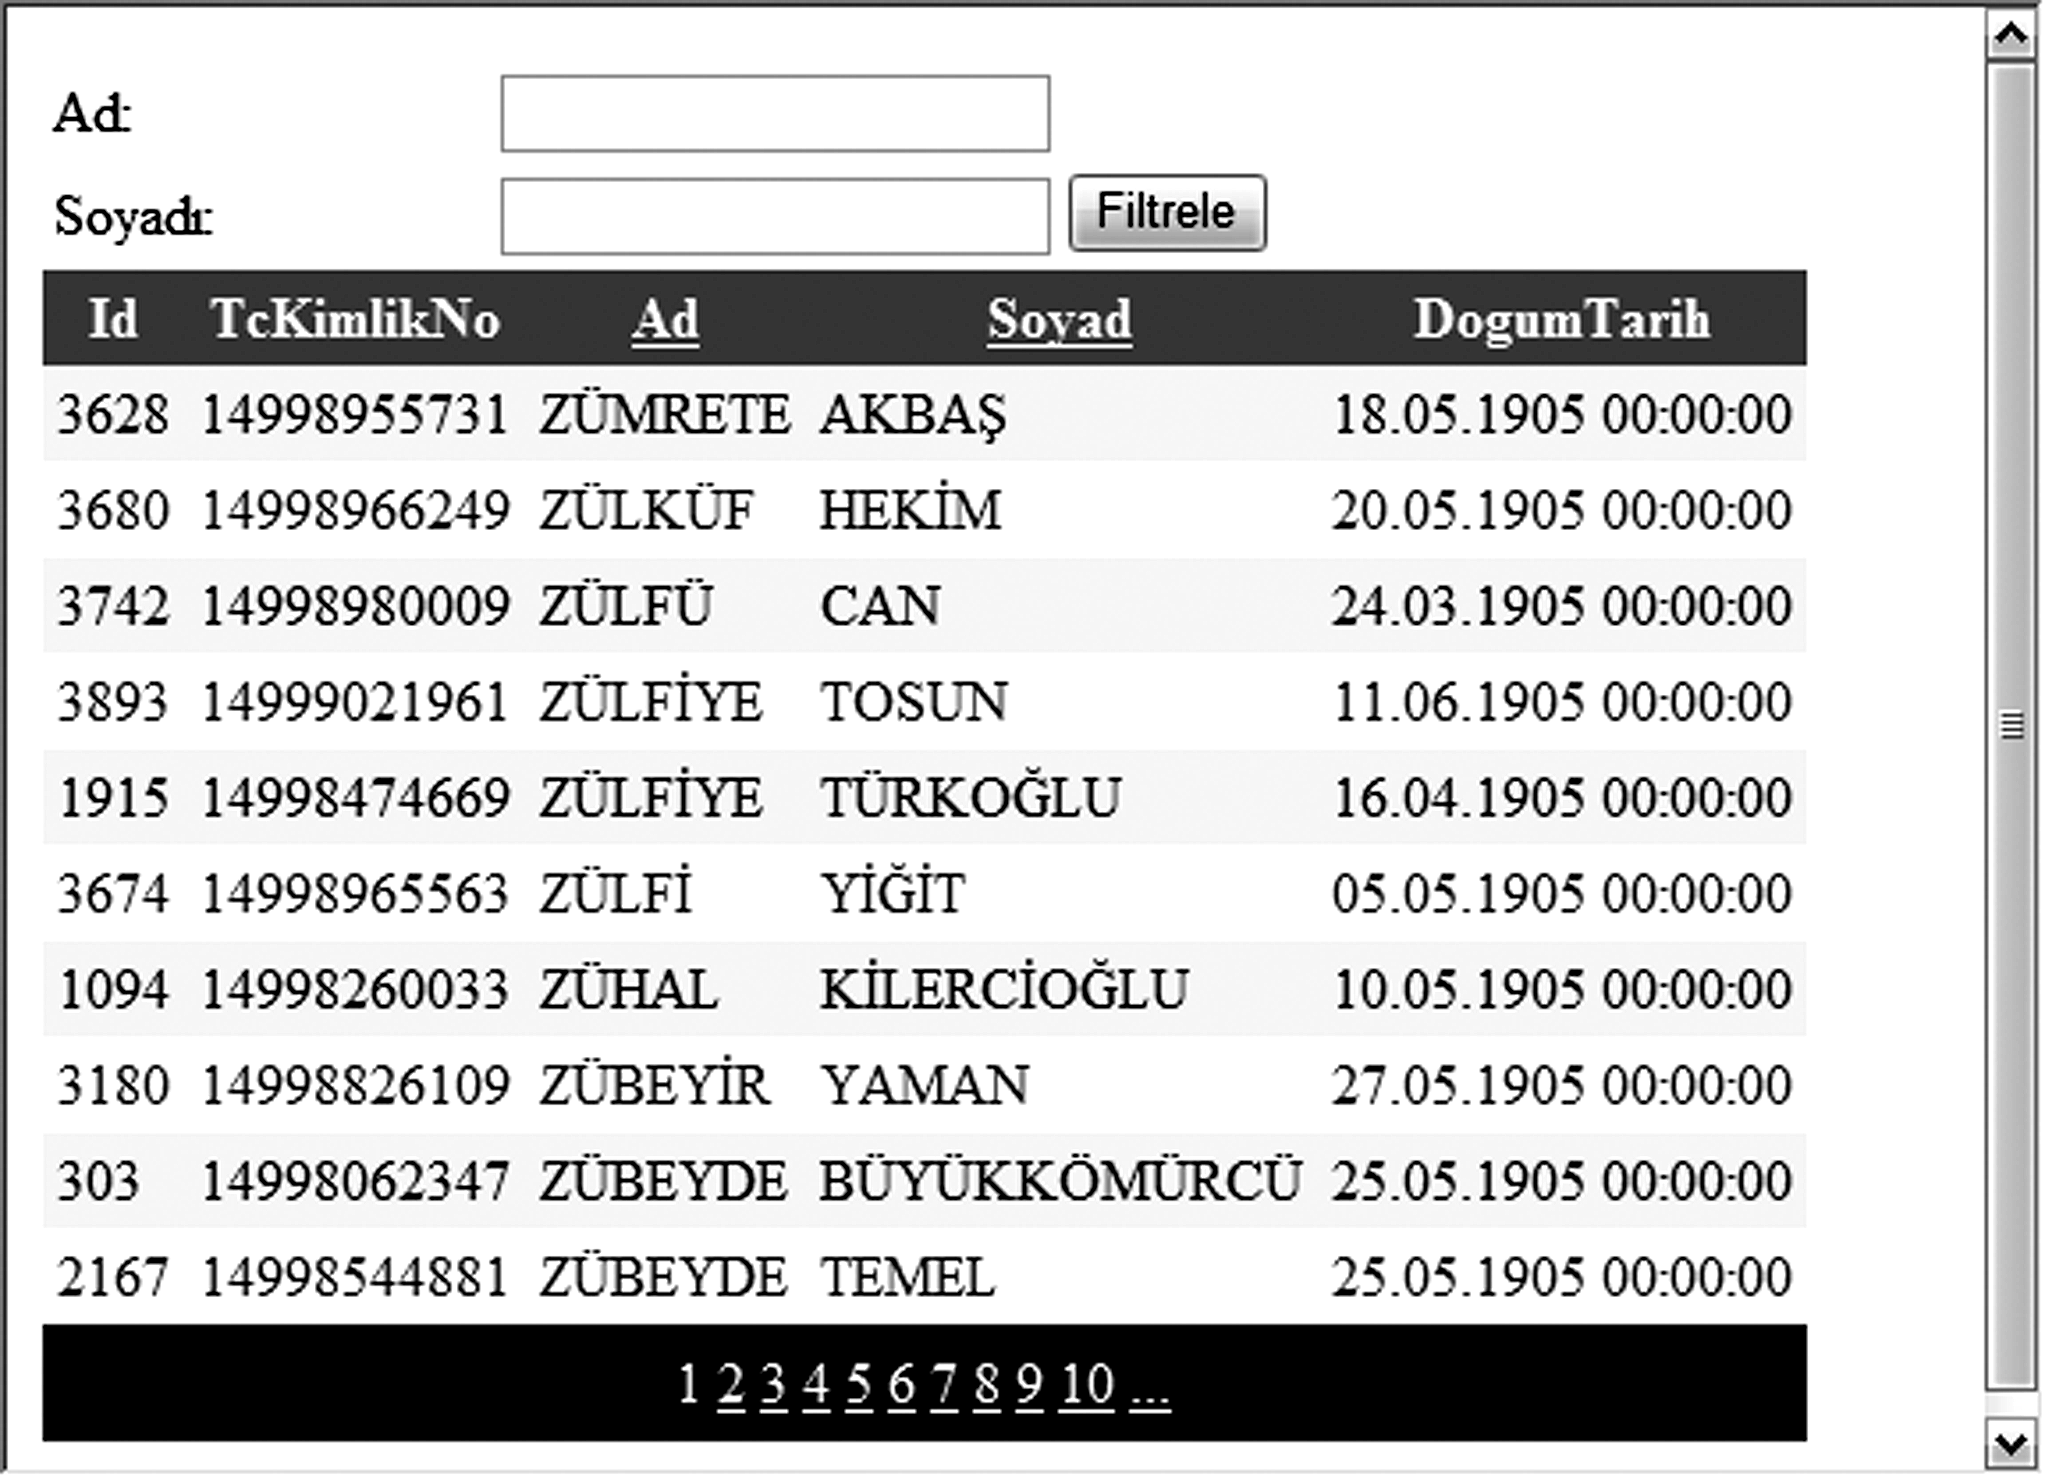 Ad:
Soyadı:
Filtrele
Id TcKimlikNo Ad Soyad DogumTarih
3628 14998955731 ZÜMRETE AKBAŞ 18.05.1905 00:00:00
3680 14998966249 ZÜLKÜF HEKİM 20.05.1905 00:00:00
3742 14998980009 ZÜLFÜ CAN 24.03.1905 00:00:00
3893 14999021961 ZÜLFİYE TOSUN 11.06.1905 00:00:00
1915 14998474669 ZÜLFİYE TÜRKOĞLU 16.04.1905 00:00:00
3674 14998965563 ZÜLFİ YİĞİT 05.05.1905 00:00:00
1094 14998260033 ZÜHAL KİLERCİOĞLU 10.05.1905 00:00:00
3180 14998826109 ZÜBEYİR YAMAN 27.05.1905 00:00:00
303 14998062347 ZÜBEYDE BÜYÜKKÖMÜRCÜ 25.05.1905 00:00:00
2167 14998544881 ZÜBEYDE TEMEL 25.05.1905 00:00:00
1 2 3 4 5 6 7 8 9 10 ...